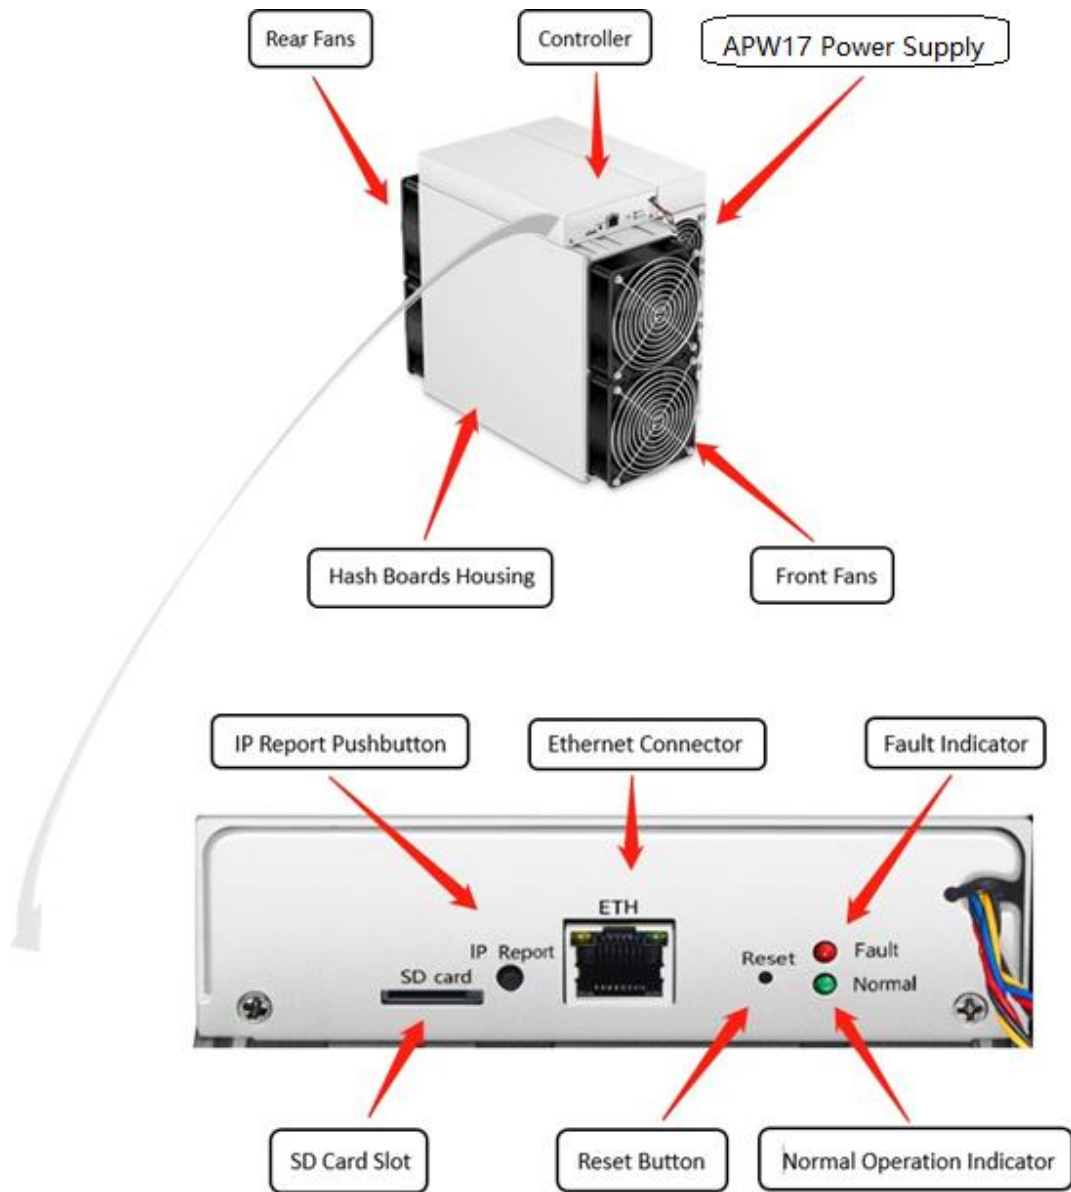 Rear Fans
Controller
APW17 Power Supply
Hash Boards Housing
Front Fans
IP Report Pushbutton
Ethernet Connector
Fault Indicator
ETH
IP Report
SD card
Reset
Fault
Normal
SD Card Slot
Reset Button
Normal Operation Indicator